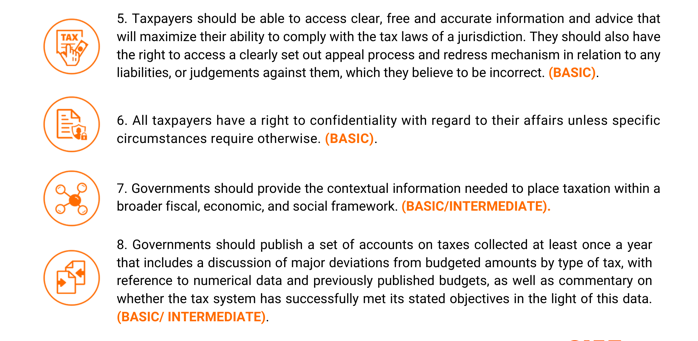 5. Taxpayers should be able to access clear, free and accurate information and advice that
will maximize their ability to comply with the tax laws of a jurisdiction. They should also have
the right to access a clearly set out appeal process and redress mechanism in relation to any
liabilities, or judgements against them, which they believe to be incorrect. (BASIC).
TAX
6. All taxpayers have a right to confidentiality with regard to their affairs unless specific
circumstances require otherwise. (BASIC).
7. Governments should provide the contextual information needed to place taxation within a
broader fiscal, economic, and social framework. (BASIC/INTERMEDIATE).
8. Governments should publish a set of accounts on taxes collected at least once a year
that includes a discussion of major deviations from budgeted amounts by type of tax, with
reference to numerical data and previously published budgets, as well as commentary on
whether the tax system has successfully met its stated objectives in the light of this data.
(BASIC/ INTERMEDIATE).